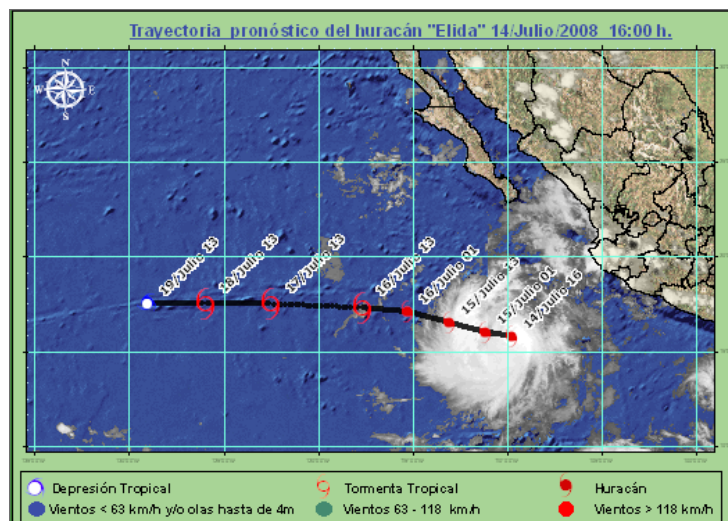 Trayectoria pronóstico del huracán "Elida" 14/Julio/2008 16:00 h.
N
W E
S
19/Julio 13
18/Julio 13
17/Julio 13
16/Julio 13
16/Julio 01
15/Julio 13
15/Julio 01
14/Julio 16
Depresión Tropical Tormenta Tropical Huracán
Vientos < 63 km/h y/o olas hasta de 4m Vientos 63 - 118 km/h Vientos > 118 km/h